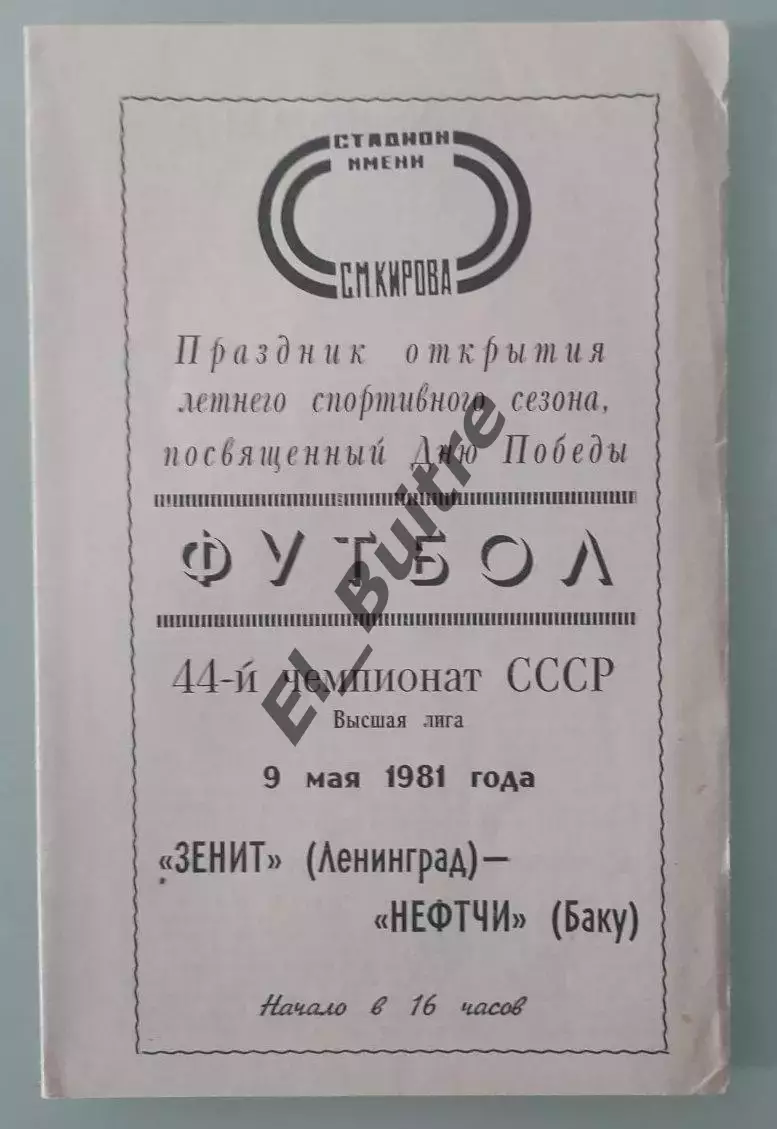 СТАДИОН
ИМЕНИ
С.М.КИРОВА
Праздник открытия
летнего спортивного сезона,
посвященный Дню Победы
ФУТБОЛ
44-й чемпионат СССР
Высшая лига
9 мая 1981 года
«ЗЕНИТ» (Ленинград)—
«НЕФТЧИ» (Баку)
Начало в 16 часов
El_Buitre